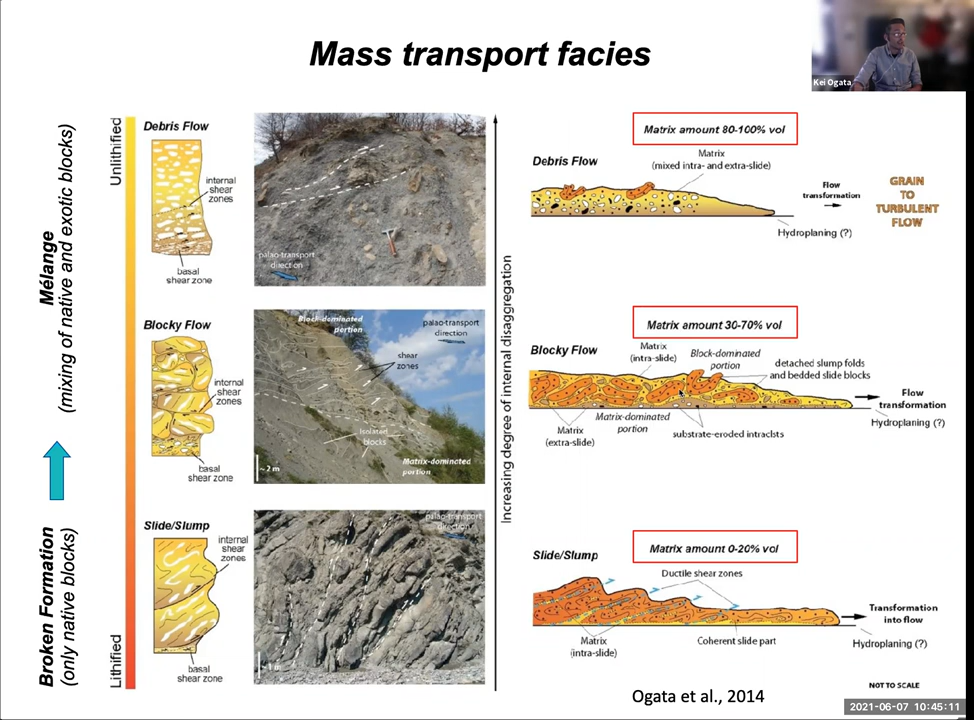 Mass transport facies
Kei Ogata
Mélange
(mixing of native and exotic blocks)
Broken Formation
(only native blocks)
Unlithified
Lithified
Debris Flow
internal
shear
zones
basal
shear zone
palao-transport
direction
Blocky Flow
internal
shear
zones
basal
shear zone
Block-dominated
portion
palao-transport
direction
shear
zones
Isolated
blocks
Matrix-domincted
portion
~2 m
Slide/Slump
internal
shear
zones
basal
shear zone
palao-transport
direction
Increasing degree of internal disaggregation
Matrix amount 80-100% vol
Debris Flow
Matrix
(mixed intra- and extra-slide)
Flow
transformation
GRAIN
TO
TURBULENT
FLOW
Hydroplaning (?)
Matrix amount 30-70% vol
Blocky Flow
Matrix
(intra-slide)
Block-dominated
portion
detached slump folds
and bedded slide blocks
Flow
transformation
Hydroplaning (?)
Matrix
(extra-slide)
Matrix-dominated
portion
substrate-eroded intraclsts
Matrix amount 0-20% vol
Slide/Slump
Ductile shear zones
Transformation
into flow
Matrix
(intra-slide)
Coherent slide part
Hydroplaning (?)
NOT TO SCALE
Ogata et al., 2014
2021-06-07 10:45:11